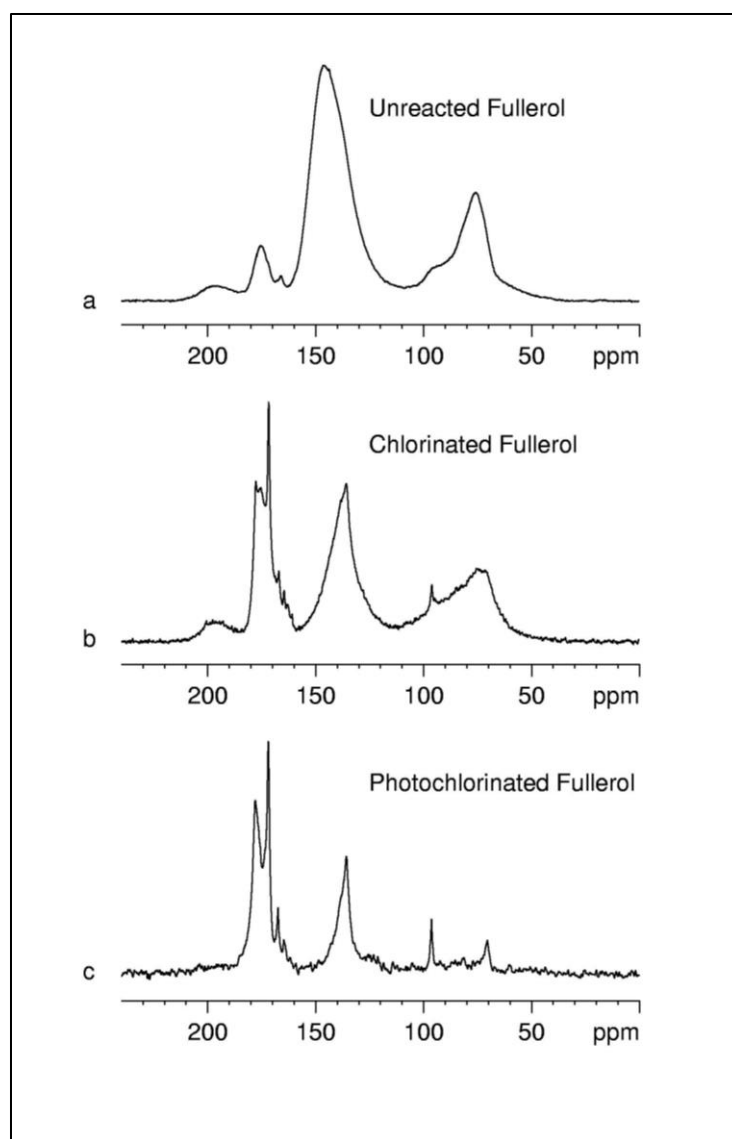 Unreacted Fullerol
a
200 150 100 50 ppm
Chlorinated Fullerol
b
200 150 100 50 ppm
Photochlorinated Fullerol
c
200 150 100 50 ppm